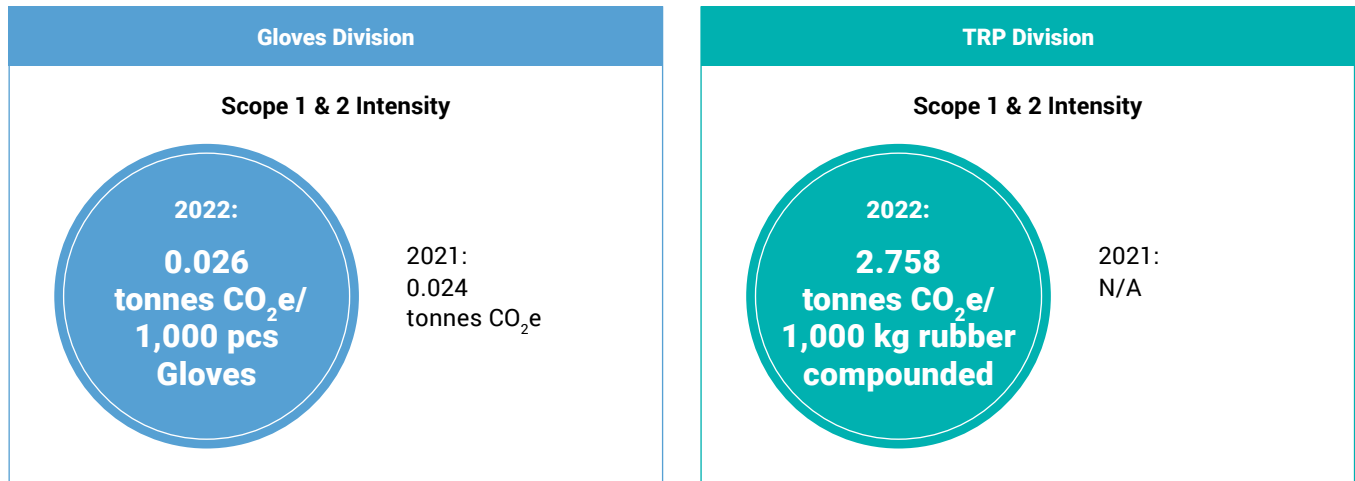 Gloves Division
Scope 1 & 2 Intensity
2022:
0.026
tonnes CO₂e/
1,000 pcs
Gloves
2021:
0.024
tonnes CO₂e
TRP Division
Scope 1 & 2 Intensity
2022:
2.758
tonnes CO₂e/
1,000 kg rubber
compounded
2021:
N/A